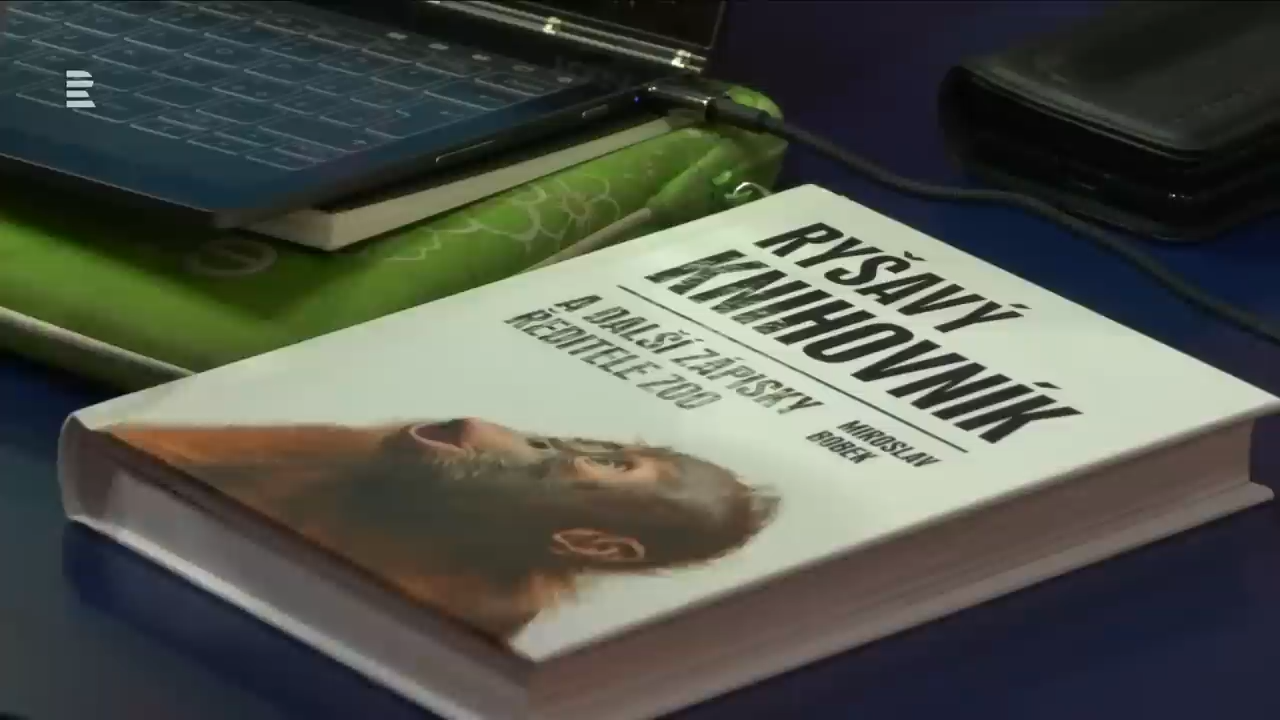 RYŠAVÝ
KNIHOVNÍK
A DALŠÍ ZÁPISKY
ŘEDITELE ZOO
MIROSLAV
BOBEK